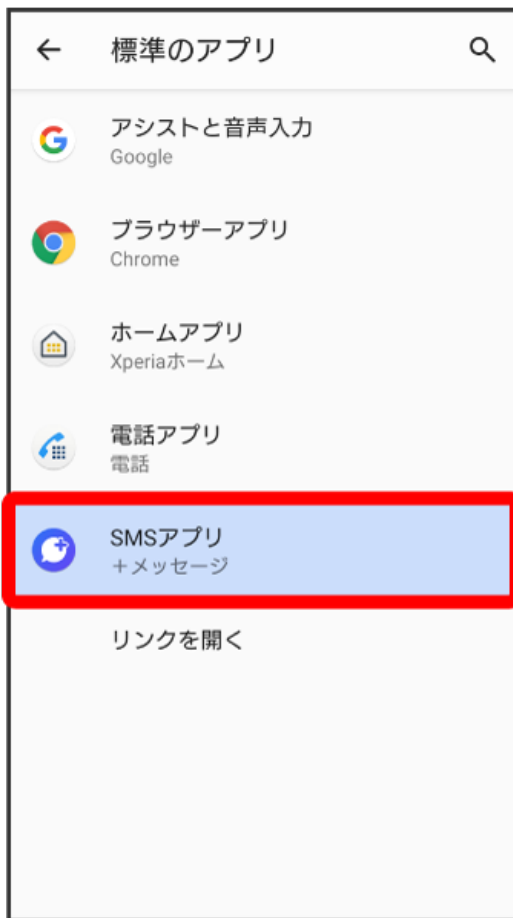 標準のアプリ
アシストと音声入力
Google
ブラウザーアプリ
Chrome
ホームアプリ
Xperiaホーム
電話アプリ
電話
SMSアプリ
＋メッセージ
リンクを開く